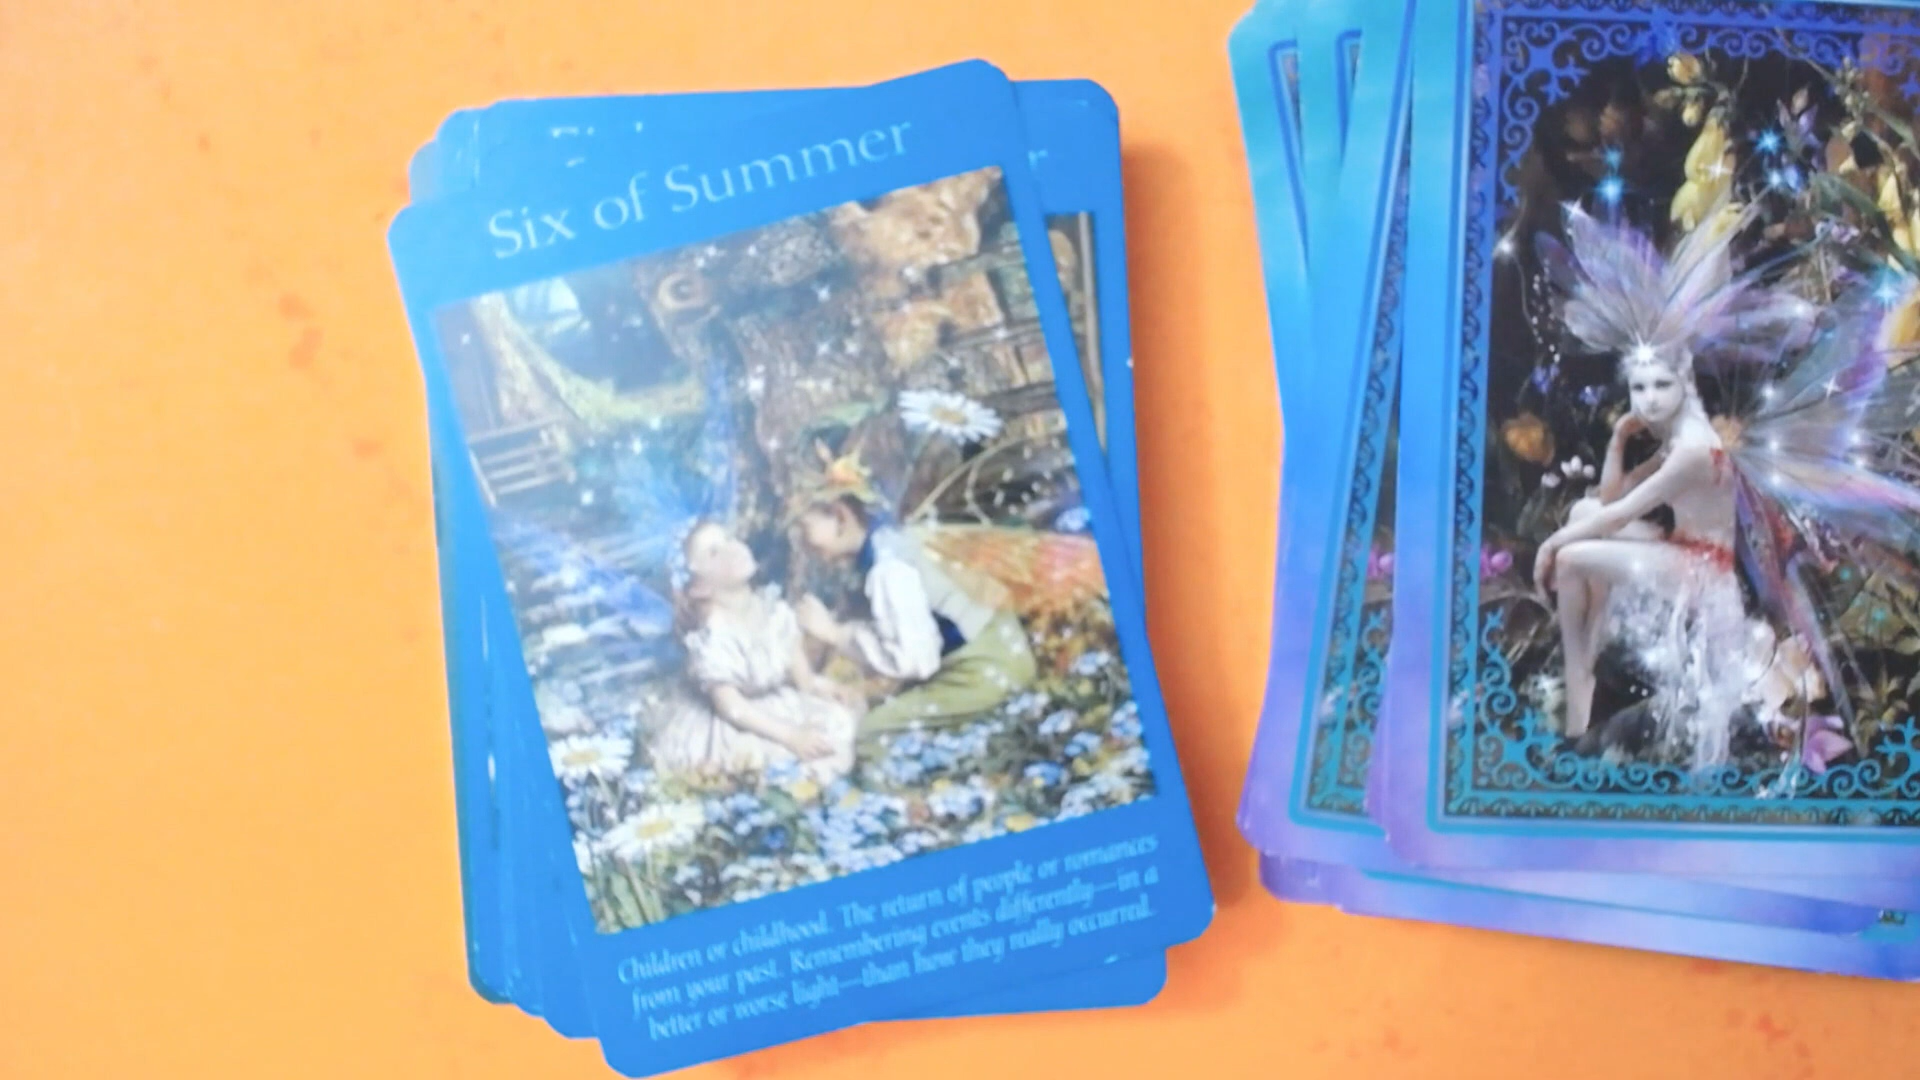 Six of Summer
Children or childhood. The return of people or romances
from your past. Remembering events differently—in a
better or worse light—than how they really occurred.